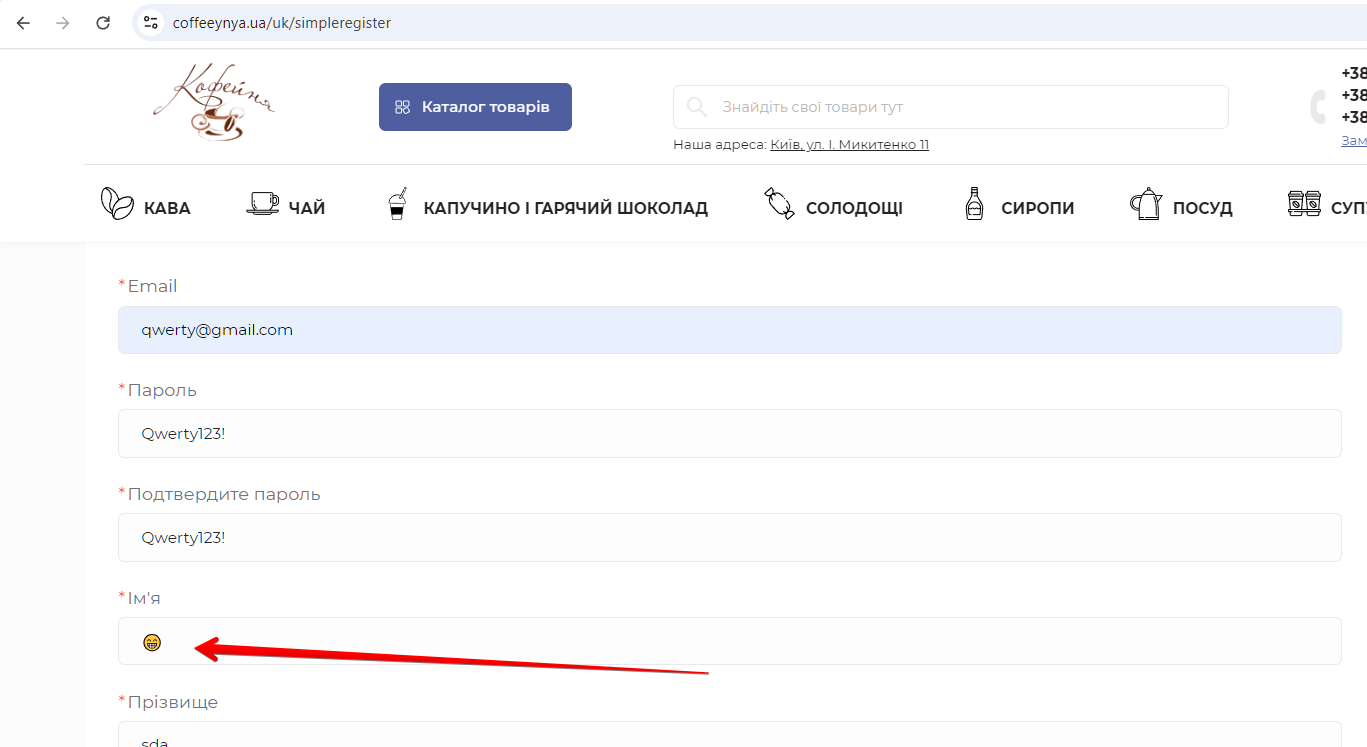 coffeeynya.ua/uk/simpleregister
Кофейня
Каталог товарів
Знайдіть свої товари тут
+38
+38
+38
Наша адреса: Київ, ул. І. Микитенко 11
Зам
КАВА
ЧАЙ
КАПУЧИНО І ГАРЯЧИЙ ШОКОЛАД
СОЛОДОЩІ
СИРОПИ
ПОСУД
СУП
*Email
qwerty@gmail.com
*Пароль
Qwerty123!
*Подтвердите пароль
Qwerty123!
*Ім'я
😁
*Прізвище
sda